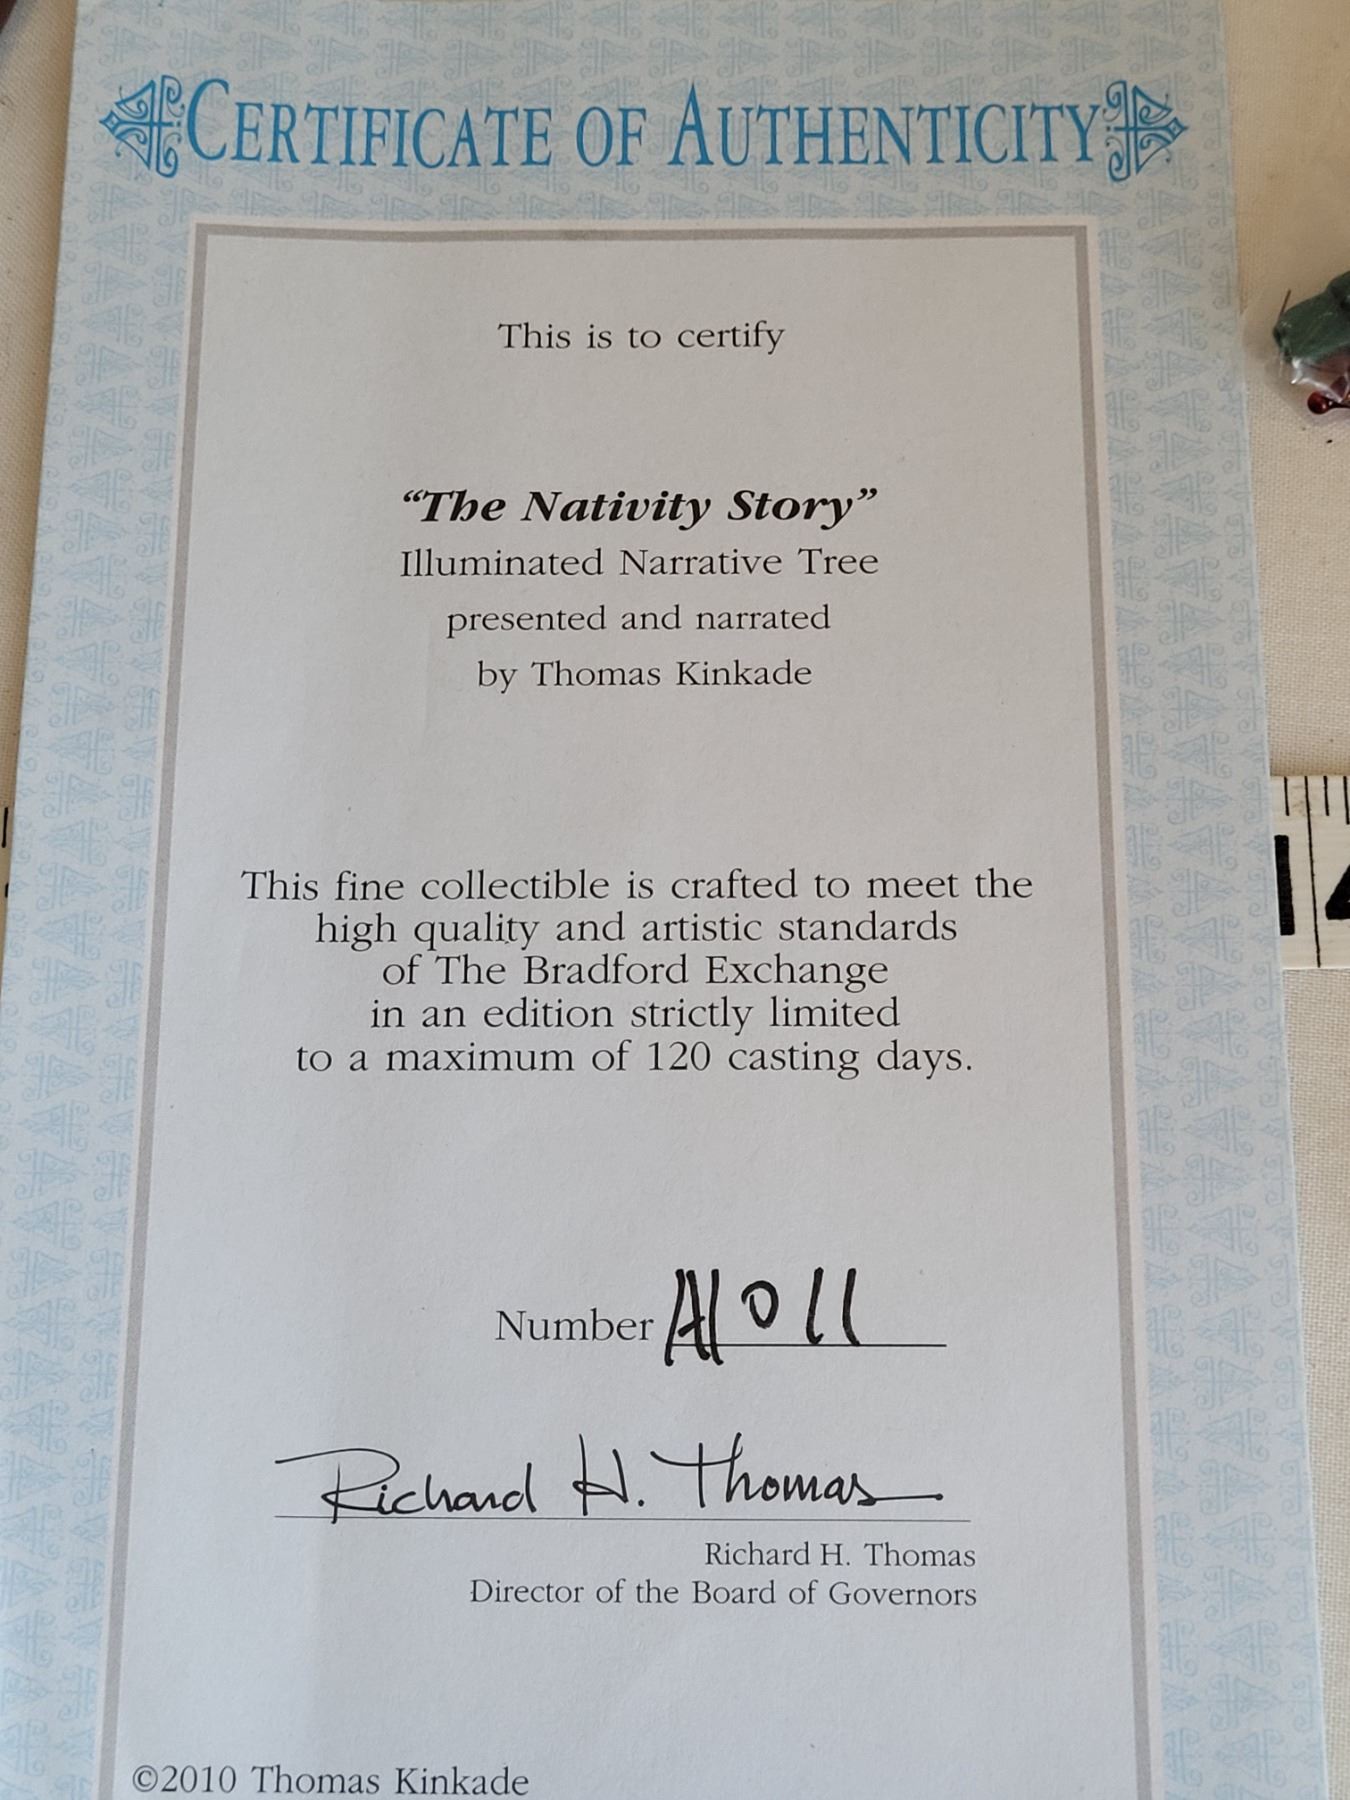 CERTIFICATE OF AUTHENTICITY
This is to certify
“The Nativity Story”
Illuminated Narrative Tree
presented and narrated
by Thomas Kinkade
This fine collectible is crafted to meet the
high quality and artistic standards
of The Bradford Exchange
in an edition strictly limited
to a maximum of 120 casting days.
Number A1011
Richard H. Thomas
Richard H. Thomas
Director of the Board of Governors
©2010 Thomas Kinkade